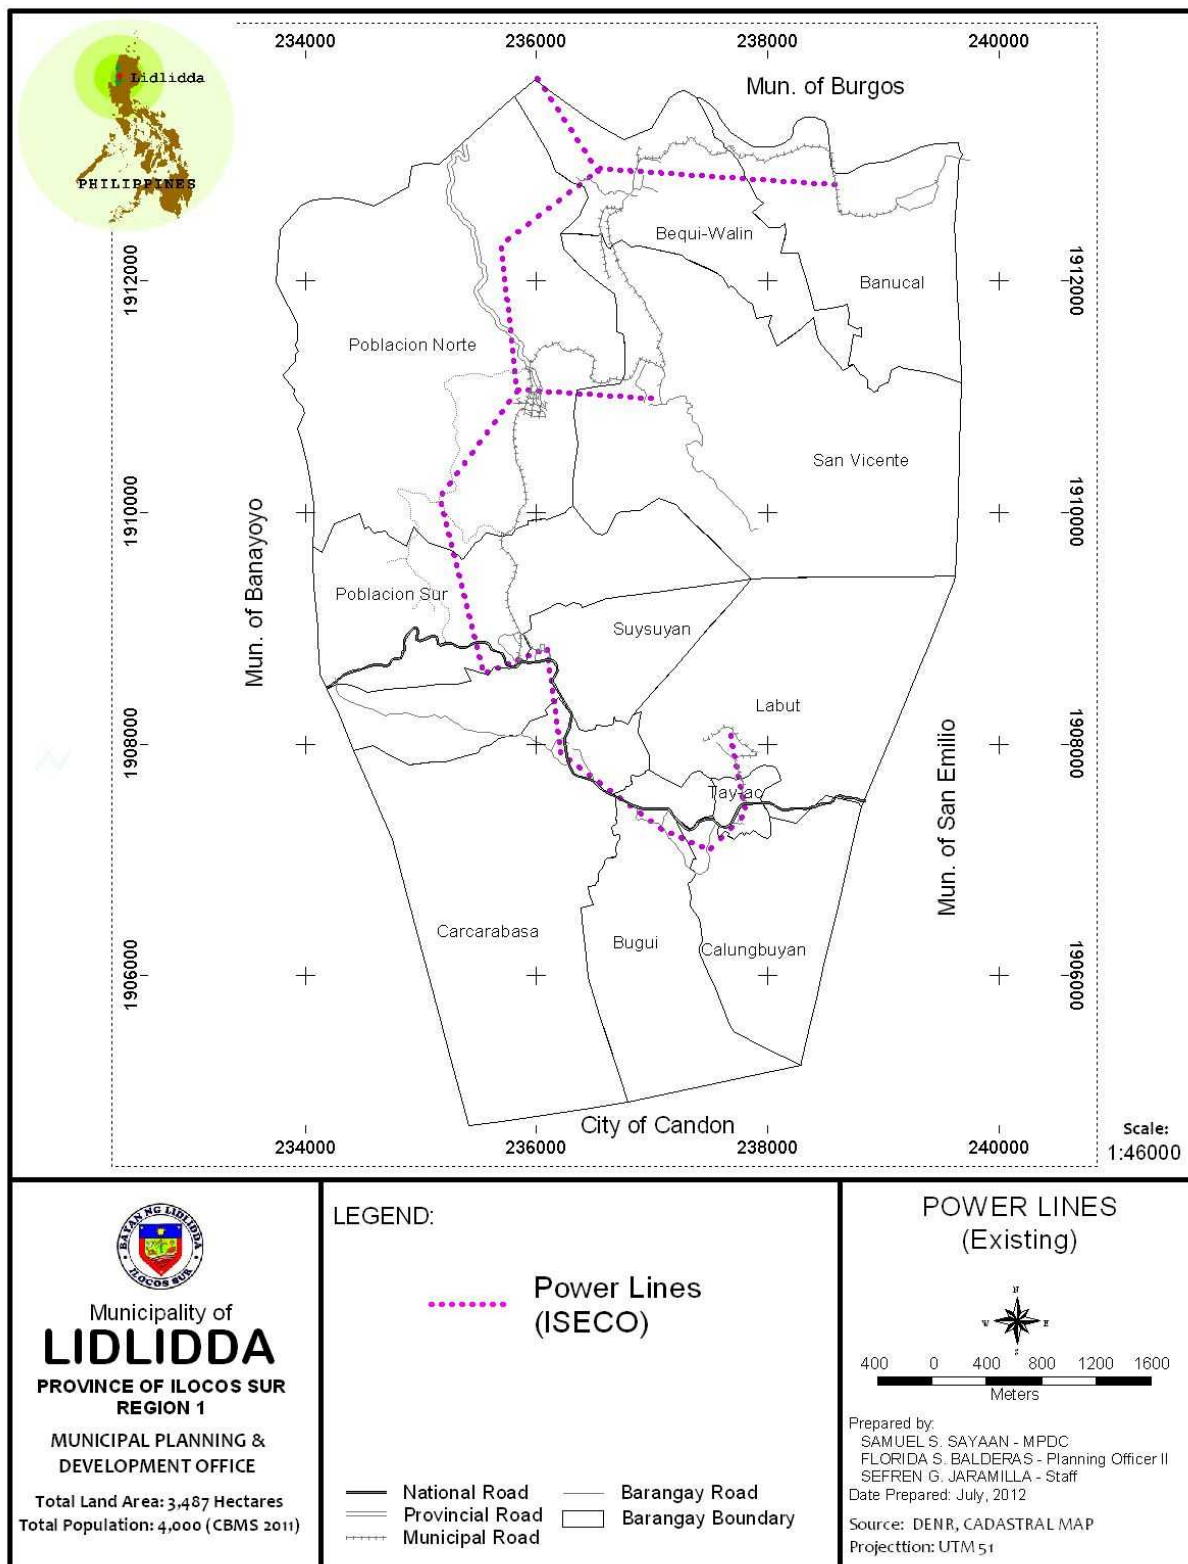 234000
236000
238000
240000
Lidlidda
PHILIPPINES
Mun. of Burgos
1912000
1912000
Bequi-Walin
Banucal
Poblacion Norte
San Vicente
1910000
1910000
Mun. of Banayoyo
Poblacion Sur
Suysuyan
Labut
1908000
1908000
Tay-ac
Mun. of San Emilio
Carcarabasa
Bugui
Calungbuyan
1906000
1906000
City of Candon
234000
236000
238000
240000
Scale:
1:46000
BAYAN NG LIDLIDDA
ILOCOS SUR
Municipality of
LIDLIDDA
PROVINCE OF ILOCOS SUR
REGION 1
MUNICIPAL PLANNING &
DEVELOPMENT OFFICE
Total Land Area: 3,487 Hectares
Total Population: 4,000 (CBMS 2011)
LEGEND:
Power Lines
(ISECO)
National Road
Provincial Road
Municipal Road
Barangay Road
Barangay Boundary
POWER LINES
(Existing)
N
W E
S
400 0 400 800 1200 1600
Meters
Prepared by:
SAMUEL S. SAYAAN - MPDC
FLORIDA S. BALDERAS - Planning Officer II
SEFREN G. JARAMILLA - Staff
Date Prepared: July, 2012
Source: DENR, CADASTRAL MAP
Projecttion: UTM 51